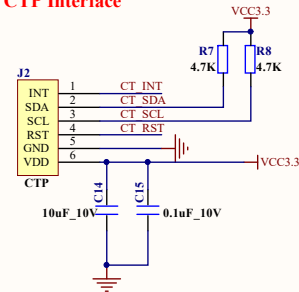 CTP Interface
VCC3.3
R7 R8
4.7K 4.7K
J2
INT 1 CT_INT
SDA 2 CT_SDA
SCL 3 CT_SCL
RST 4 CT_RST
GND 5
VDD 6 VCC3.3
CTP
C14 C15
10uF_10V 0.1uF_10V